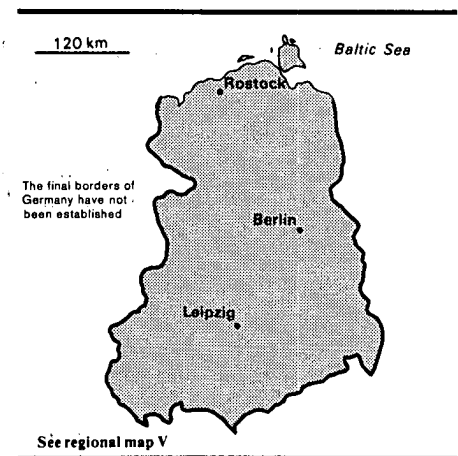 120 km
Baltic Sea
Rostock
The final borders of
Germany have not
been established
Berlin
Leipzig
See regional map V